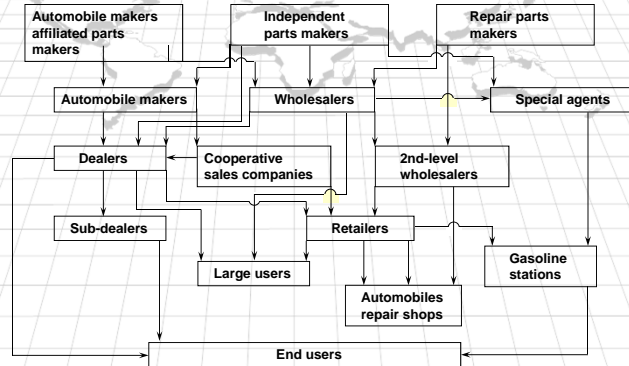 Automobile makers
affiliated parts
makers
Independent
parts makers
Repair parts
makers
Automobile makers
Wholesalers
Special agents
Dealers
Cooperative
sales companies
2nd-level
wholesalers
Sub-dealers
Retailers
Large users
Gasoline
stations
Automobiles
repair shops
End users